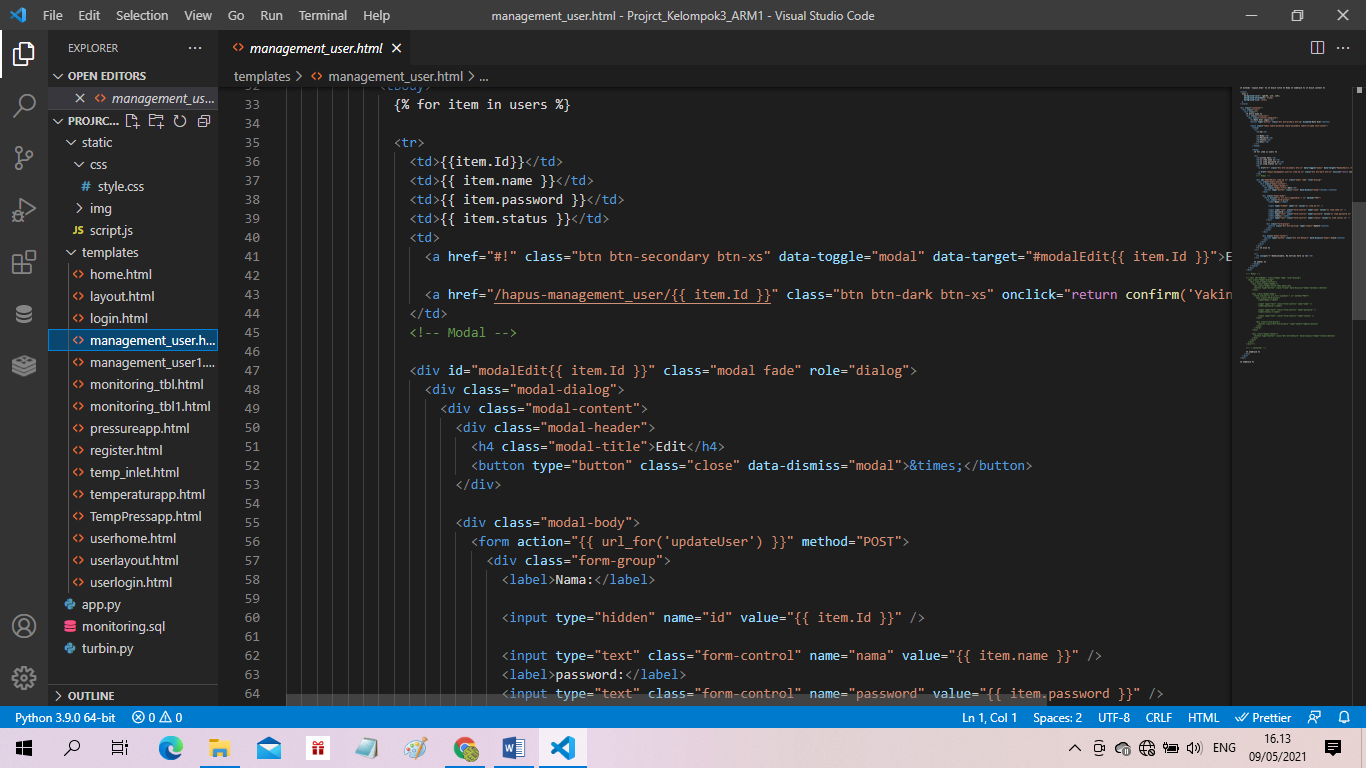 File Edit Selection View Go Run Terminal Help
management_user.html - Projrct_Kelompok3_ARM1 - Visual Studio Code
EXPLORER
OPEN EDITORS
management_us...
PROJRC...
static
css
# style.css
img
JS script.js
templates
<> home.html
<> layout.html
<> login.html
<> management_user.h...
<> management_user1....
<> monitoring_tbl.html
<> monitoring_tbl1.html
<> pressureapp.html
<> register.html
<> temp_inlet.html
<> temperaturapp.html
<> TempPressapp.html
<> userhome.html
<> userlayout.html
<> userlogin.html
app.py
monitoring.sql
turbin.py
OUTLINE
<> management_user.html
templates > <> management_user.html > ...
32 <tbody>
33 {% for item in users %}
34
35 <tr>
36 <td>{{item.Id}}</td>
37 <td>{{ item.name }}</td>
38 <td>{{ item.password }}</td>
39 <td>{{ item.status }}</td>
40 <td>
41 <a href="#!" class="btn btn-secondary btn-xs" data-toggle="modal" data-target="#modalEdit{{ item.Id }}">E
42
43 <a href="/hapus-management_user/{{ item.Id }}" class="btn btn-dark btn-xs" onclick="return confirm('Yakin
44 </td>
45 <!-- Modal -->
46
47 <div id="modalEdit{{ item.Id }}" class="modal fade" role="dialog">
48 <div class="modal-dialog">
49 <div class="modal-content">
50 <div class="modal-header">
51 <h4 class="modal-title">Edit</h4>
52 <button type="button" class="close" data-dismiss="modal">&times;</button>
53 </div>
54
55 <div class="modal-body">
56 <form action="{{ url_for('updateUser') }}" method="POST">
57 <div class="form-group">
58 <label>Nama:</label>
59
60 <input type="hidden" name="id" value="{{ item.Id }}" />
61
62 <input type="text" class="form-control" name="nama" value="{{ item.name }}" />
63 <label>password:</label>
64 <input type="text" class="form-control" name="password" value="{{ item.password }}" />
Python 3.9.0 64-bit 0 0 Ln 1, Col 1 Spaces: 2 UTF-8 CRLF HTML Prettier
ENG
16.13
09/05/2021